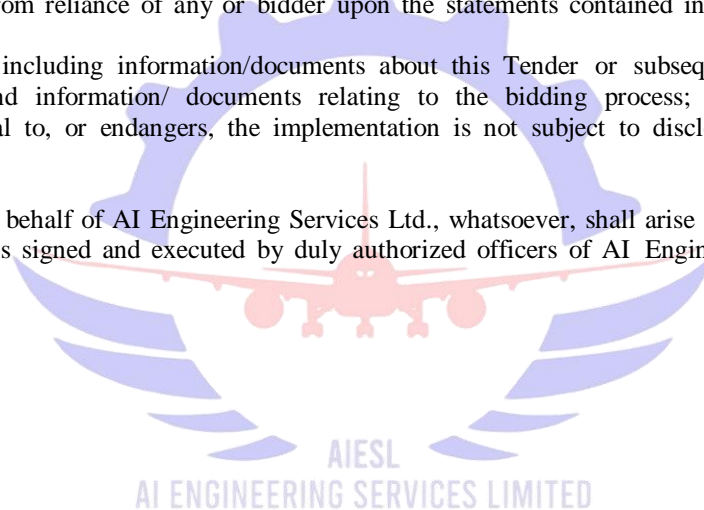 rom reliance of any or bidder upon the statements contained in
including information/documents about this Tender or subseq
nd information/ documents relating to the bidding process;
al to, or endangers, the implementation is not subject to discl
behalf of AI Engineering Services Ltd., whatsoever, shall arise
s signed and executed by duly authorized officers of AI Engin
AIESL
AI ENGINEERING SERVICES LIMITED